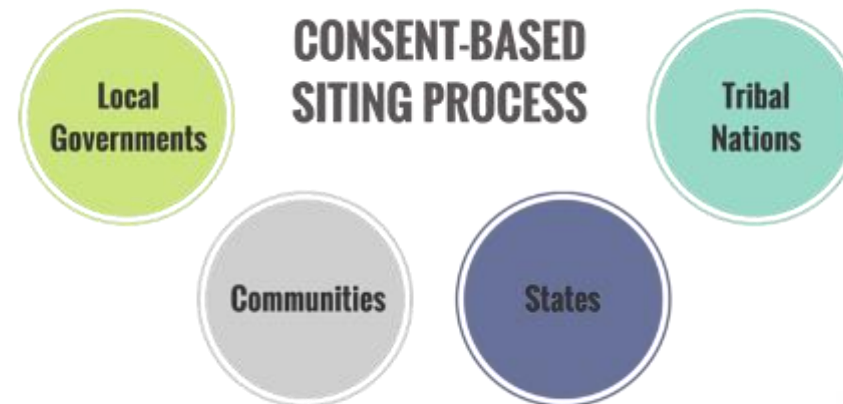 CONSENT-BASED
SITING PROCESS
Local
Governments
Tribal
Nations
Communities
States